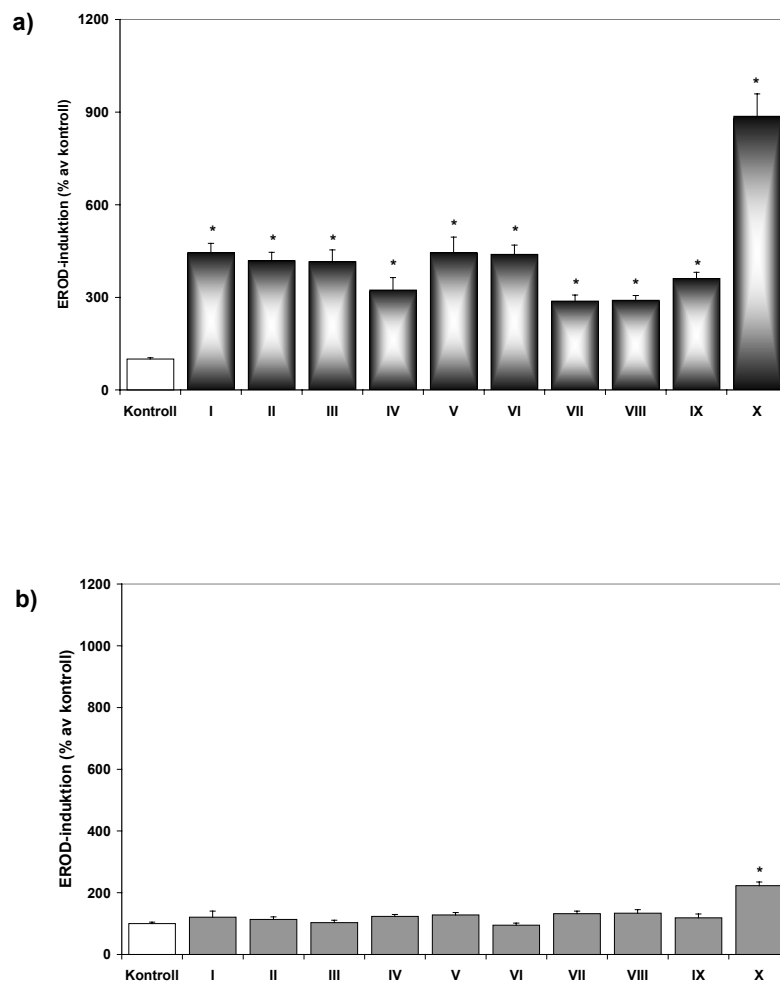 a)
EROD-induktion (% av kontroll)
1200
900
600
300
0
* * * * * * * * * *
Kontroll I II III IV V VI VII VIII IX X
b)
EROD-induktion (% av kontroll)
1200
1000
800
600
400
200
0
*
Kontroll I II III IV V VI VII VIII IX X